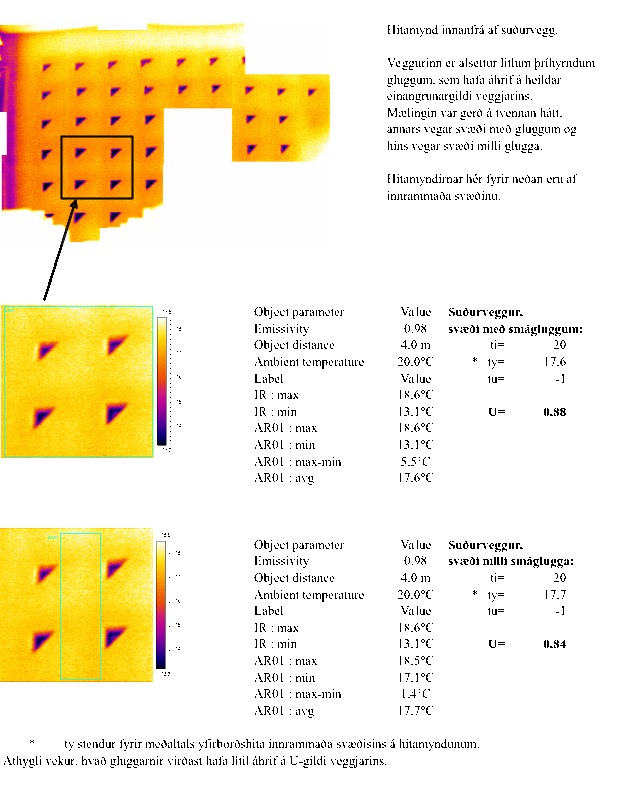 Hitamynd innanfrá af suðurvegg.
Veggurinn er alsettur litlum þríhyrndum
gluggum, sem hafa áhrif á heildar
einangrunargildi veggjarins.
Mælingin var gerð á tvennan hátt,
annars vegar svæði með gluggum og
hins vegar svæði milli glugga.
Hitamyndirnar hér fyrir neðan eru af
innrammaða svæðinu.
Object parameter Value Suðurveggur,
Emissivity 0.98 svæði með smágluggum:
Object distance 4.0 m ti= 20
Ambient temperature 20.0°C * ty= 17.6
Label Value tu= -1
IR : max 18.6°C
IR : min 13.1°C U= 0.88
AR01 : max 18.6°C
AR01 : min 13.1°C
AR01 : max-min 5.5°C
AR01 : avg 17.6°C
Object parameter Value Suðurveggur,
Emissivity 0.98 svæði milli smáglugga:
Object distance 4.0 m ti= 20
Ambient temperature 20.0°C * ty= 17.7
Label Value tu= -1
IR : max 18.6°C
IR : min 13.1°C U= 0.84
AR01 : max 18.5°C
AR01 : min 17.1°C
AR01 : max-min 1.4°C
AR01 : avg 17.7°C
* ty stendur fyrir meðaltals yfirborðshita innrammaða svæðisins á hitamyndunum.
Athygli vekur, hvað gluggarnir virðast hafa lítil áhrif á U-gildi veggjarins.